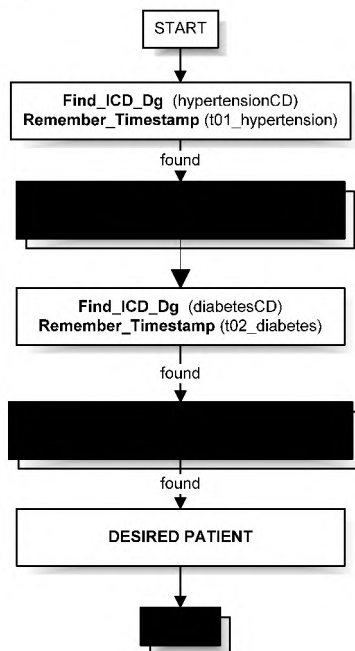 START
Find_ICD_Dg (hypertensionCD)
Remember_Timestamp (t01_hypertension)
found
Find_ICD_Dg (diabetesCD)
Remember_Timestamp (t02_diabetes)
found
found
DESIRED PATIENT